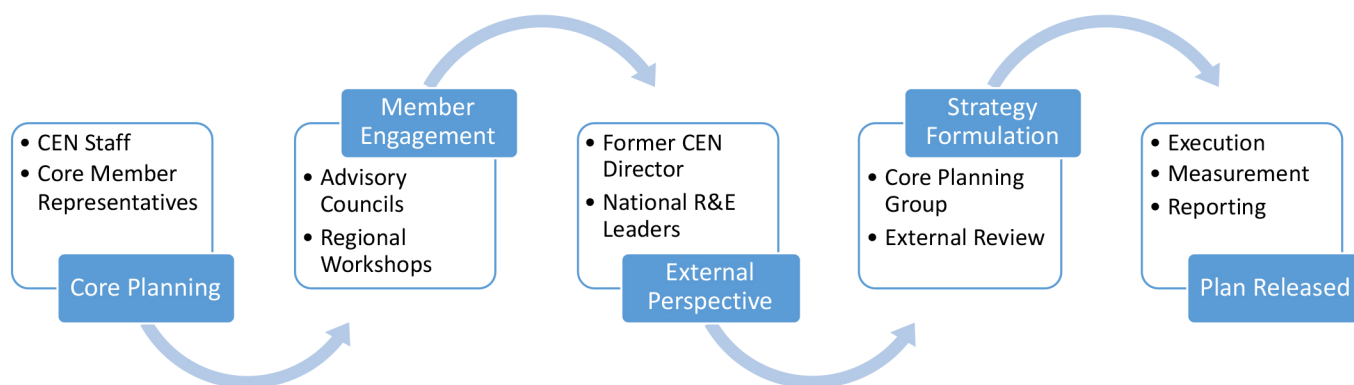 • CEN Staff
• Core Member
Representatives
Core Planning
Member
Engagement
• Advisory
Councils
• Regional
Workshops
• Former CEN
Director
• National R&E
Leaders
External
Perspective
Strategy
Formulation
• Core Planning
Group
• External Review
• Execution
• Measurement
• Reporting
Plan Released